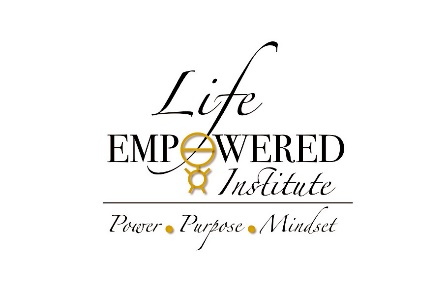 Life
EMPOWERED
Institute
Power • Purpose • Mindset